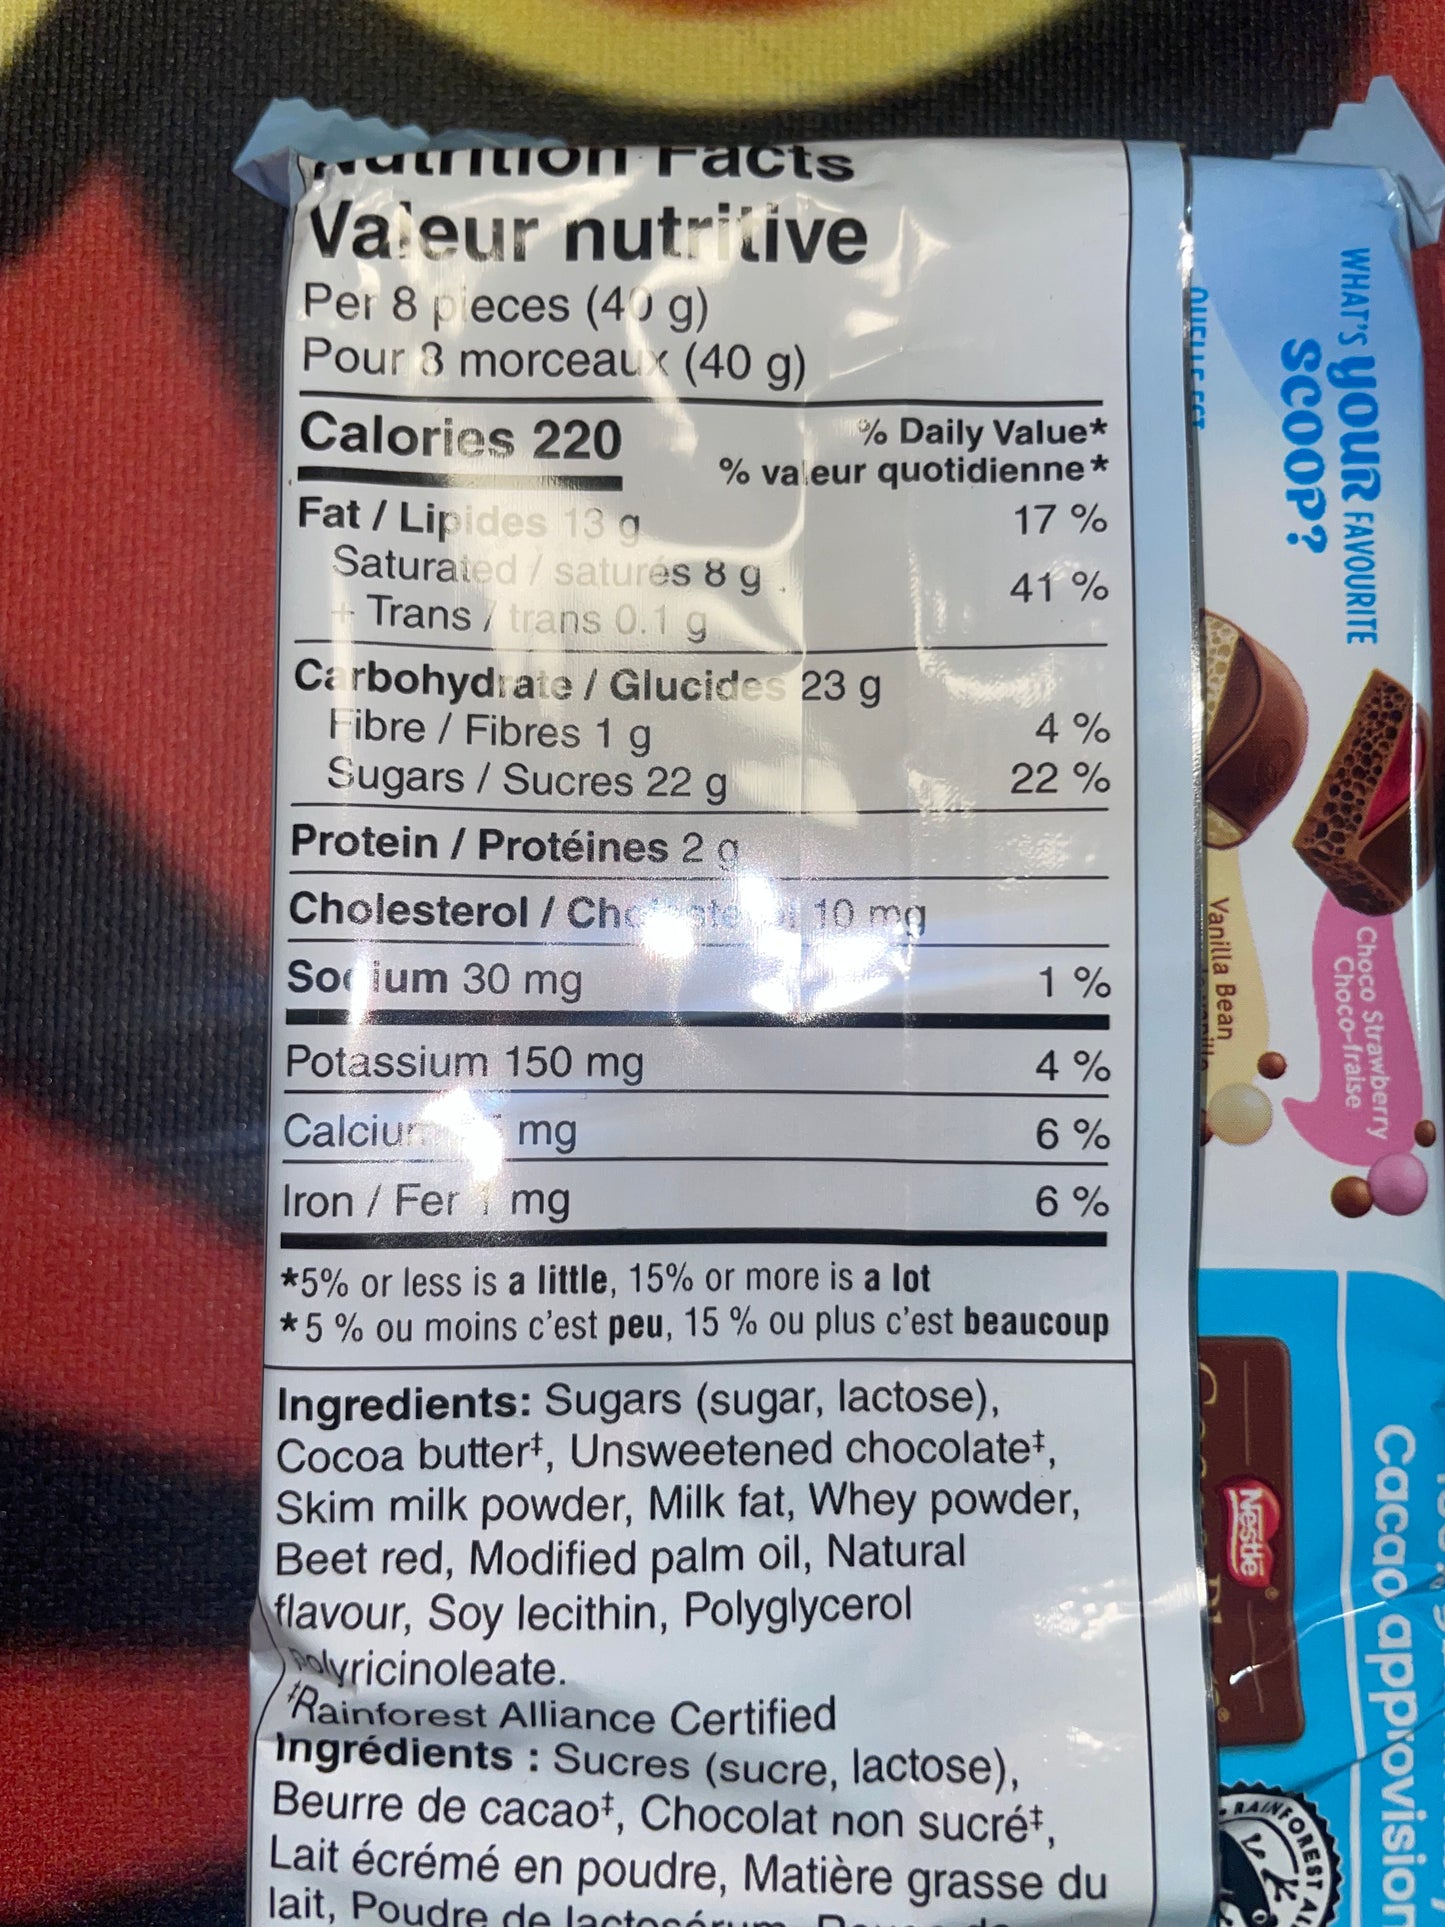 Nutrition Facts
Valeur nutritive
Per 8 pieces (40 g)
Pour 8 morceaux (40 g)
Calories 220
% Daily Value*
% valeur quotidienne*
Fat / Lipides 13 g 17 %
Saturated / saturés 8 g
+ Trans / trans 0.1 g 41 %
Carbohydrate / Glucides 23 g
Fibre / Fibres 1 g 4 %
Sugars / Sucres 22 g 22 %
Protein / Protéines 2 g
Cholesterol / Cholestérol 10 mg
Sodium 30 mg 1 %
Potassium 150 mg 4 %
Calcium mg 6 %
Iron / Fer 1 mg 6 %
*5% or less is a little, 15% or more is a lot
*5 % ou moins c'est peu, 15 % ou plus c'est beaucoup
Ingredients: Sugars (sugar, lactose),
Cocoa butter‡, Unsweetened chocolate‡,
Skim milk powder, Milk fat, Whey powder,
Beet red, Modified palm oil, Natural
flavour, Soy lecithin, Polyglycerol
polyricinoleate.
‡Rainforest Alliance Certified
Ingrédients : Sucres (sucre, lactose),
Beurre de cacao‡, Chocolat non sucré‡,
Lait écrémé en poudre, Matière grasse du
lait, Poudre de lactosérum
WHAT'S your FAVOURITE
SCOOP?
QUELLE EST
Choco Strawberry
Choco-fraise
Vanilla Bean
Nestlé
Cacao approvision
RAINFOREST AL